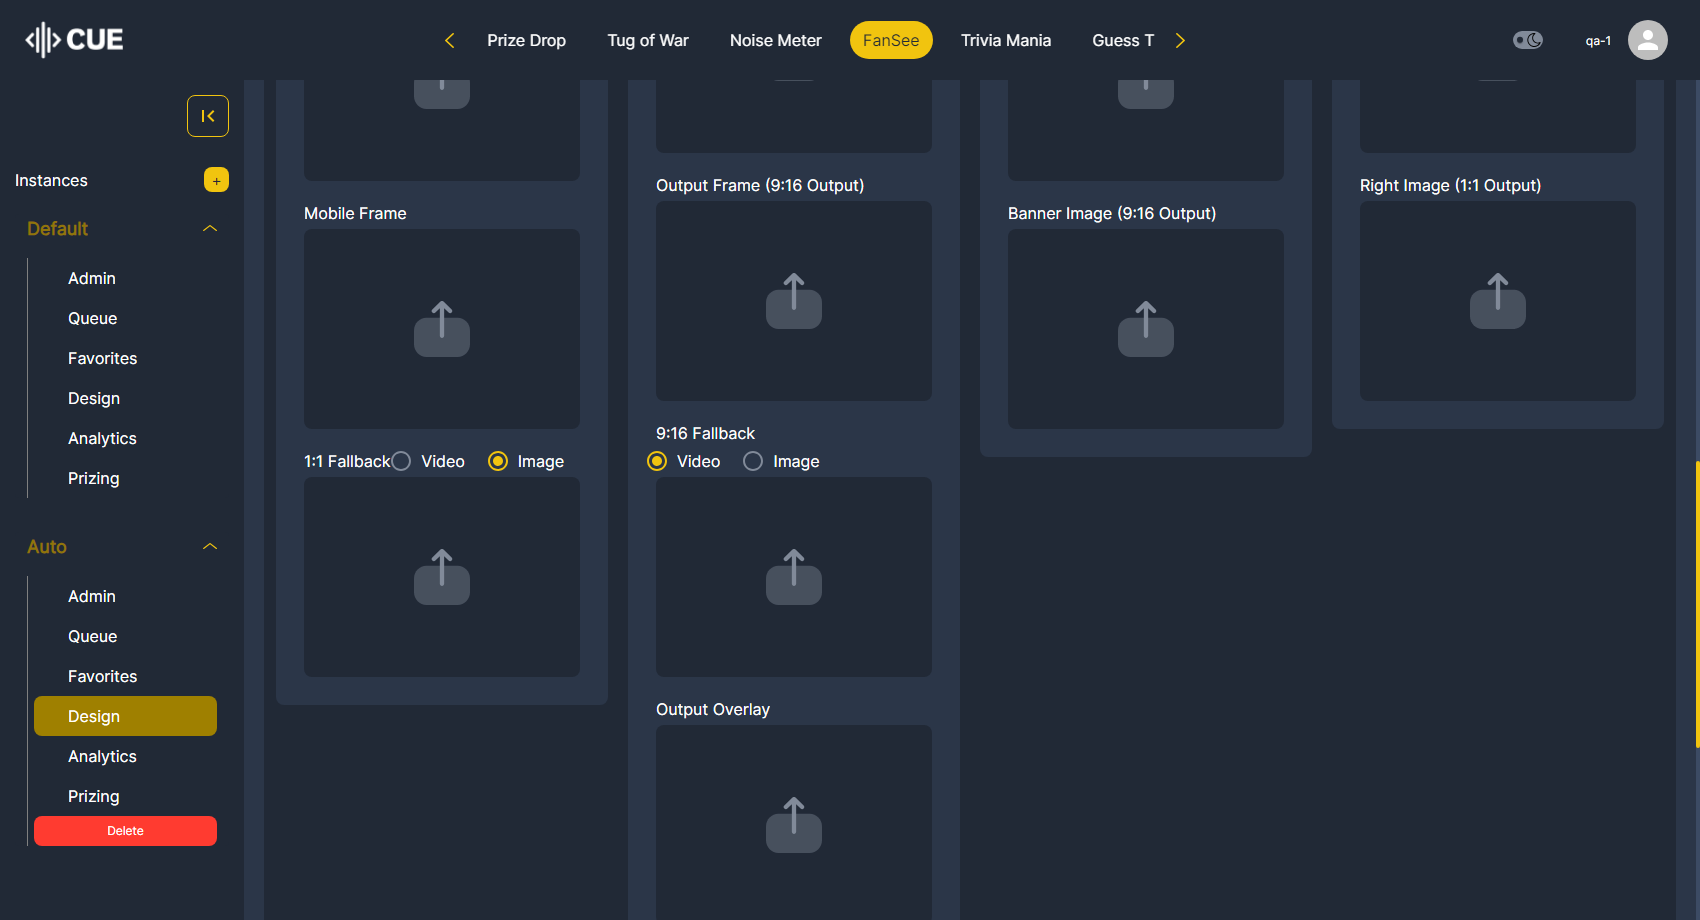 CUE
Prize Drop
Tug of War
Noise Meter
FanSee
Trivia Mania
Guess T
qa-1
Instances
+
Default
Admin
Queue
Favorites
Design
Analytics
Prizing
Auto
Admin
Queue
Favorites
Design
Analytics
Prizing
Delete
Mobile Frame
1:1 Fallback Video Image
Output Frame (9:16 Output)
9:16 Fallback
Video Image
Output Overlay
Banner Image (9:16 Output)
Right Image (1:1 Output)